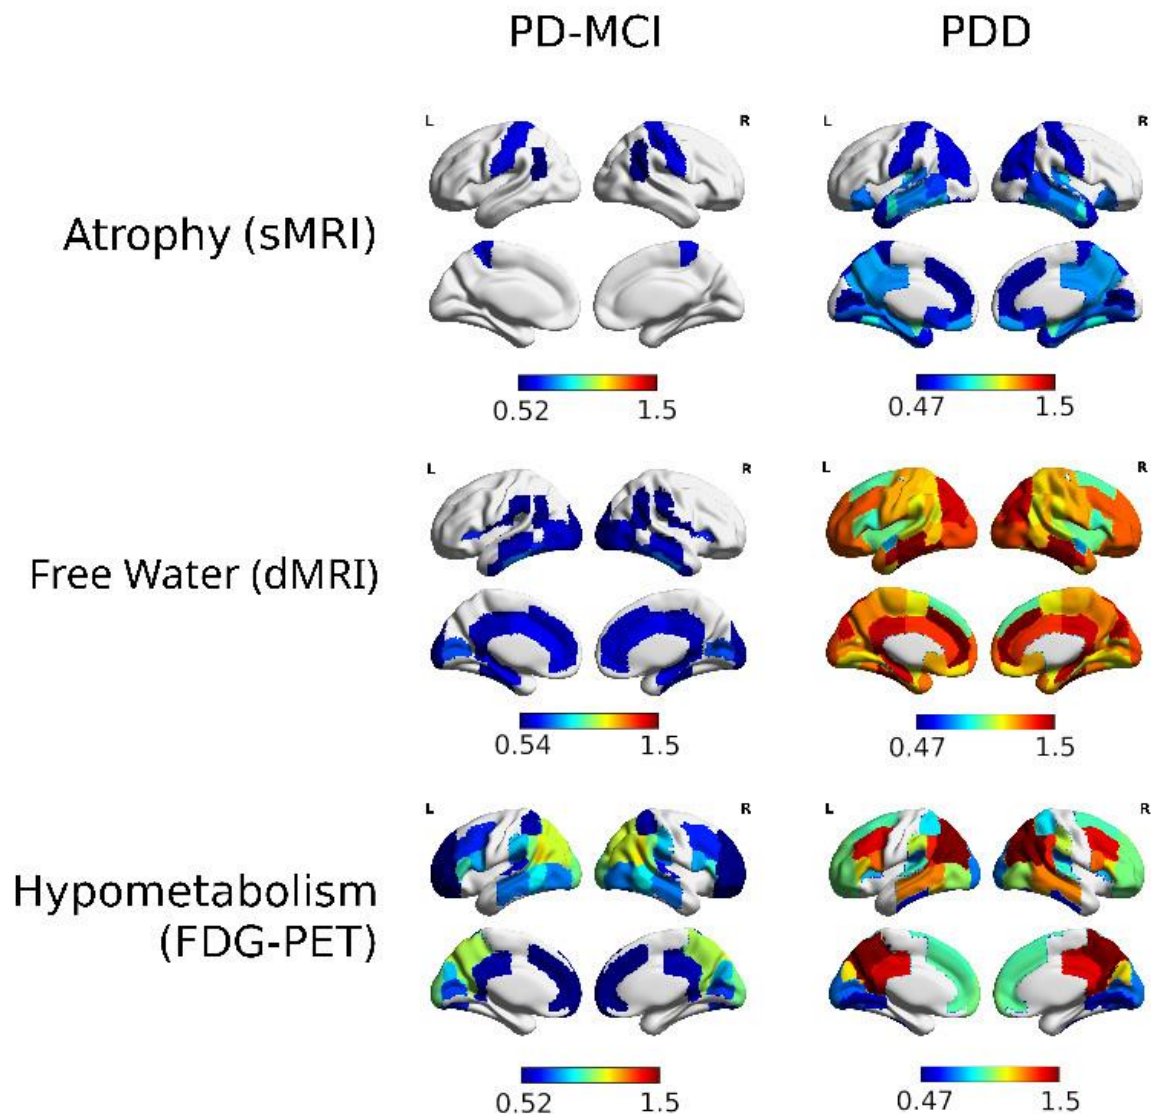 PD-MCI PDD
L R L R
Atrophy (sMRI)
0.52 1.5 0.47 1.5
L R L R
Free Water (dMRI)
0.54 1.5 0.47 1.5
L R L R
Hypometabolism
(FDG-PET)
0.52 1.5 0.47 1.5